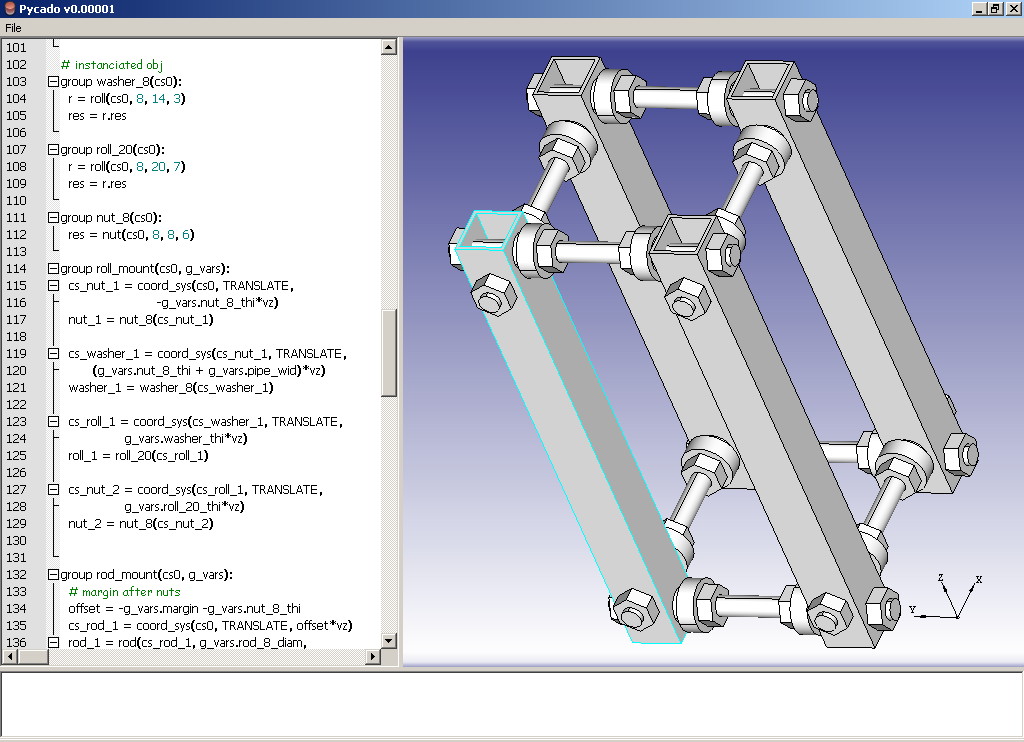 Pycado v0.00001
File
101
102 # instanciated obj
103 group washer_8(cs0):
104 r = roll(cs0, 8, 14, 3)
105 res = r.res
106
107 group roll_20(cs0):
108 r = roll(cs0, 8, 20, 7)
109 res = r.res
110
111 group nut_8(cs0):
112 res = nut(cs0, 8, 8, 6)
113
114 group roll_mount(cs0, g_vars):
115 cs_nut_1 = coord_sys(cs0, TRANSLATE,
116 -g_vars.nut_8_thi*vz)
117 nut_1 = nut_8(cs_nut_1)
118
119 cs_washer_1 = coord_sys(cs_nut_1, TRANSLATE,
120 (g_vars.nut_8_thi + g_vars.pipe_wid)*vz)
121 washer_1 = washer_8(cs_washer_1)
122
123 cs_roll_1 = coord_sys(cs_washer_1, TRANSLATE,
124 g_vars.washer_thi*vz)
125 roll_1 = roll_20(cs_roll_1)
126
127 cs_nut_2 = coord_sys(cs_roll_1, TRANSLATE,
128 g_vars.roll_20_thi*vz)
129 nut_2 = nut_8(cs_nut_2)
130
131
132 group rod_mount(cs0, g_vars):
133 # margin after nuts
134 offset = -g_vars.margin -g_vars.nut_8_thi
135 cs_rod_1 = coord_sys(cs0, TRANSLATE, offset*vz)
136 rod_1 = rod(cs_rod_1, g_vars.rod_8_diam,
Z
X
Y